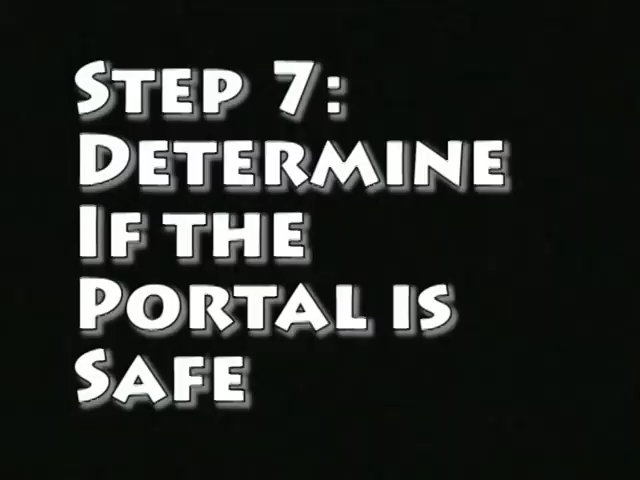 Step 7:
Determine
If the
Portal is
Safe